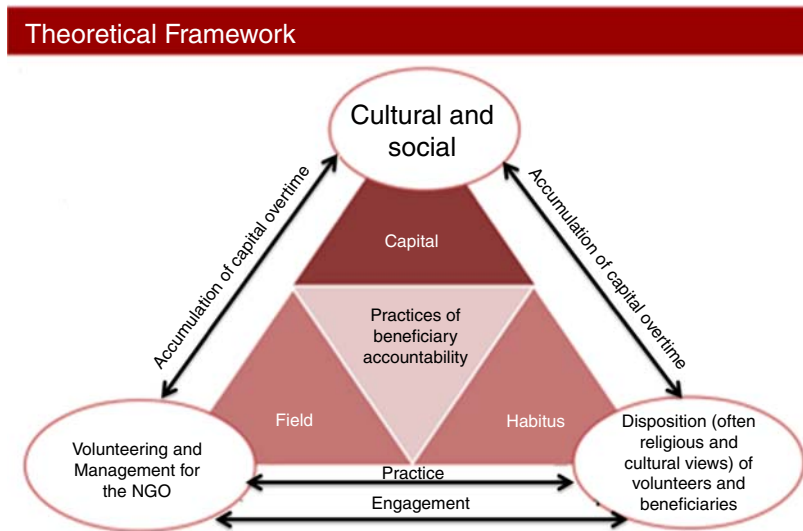 Theoretical Framework
Cultural and
social
Accumulation of capital overtime
Accumulation of capital overtime
Capital
Practices of
beneficiary
accountability
Field
Habitus
Volunteering and
Management for
the NGO
Disposition (often
religious and
cultural views) of
volunteers and
beneficiaries
Practice
Engagement